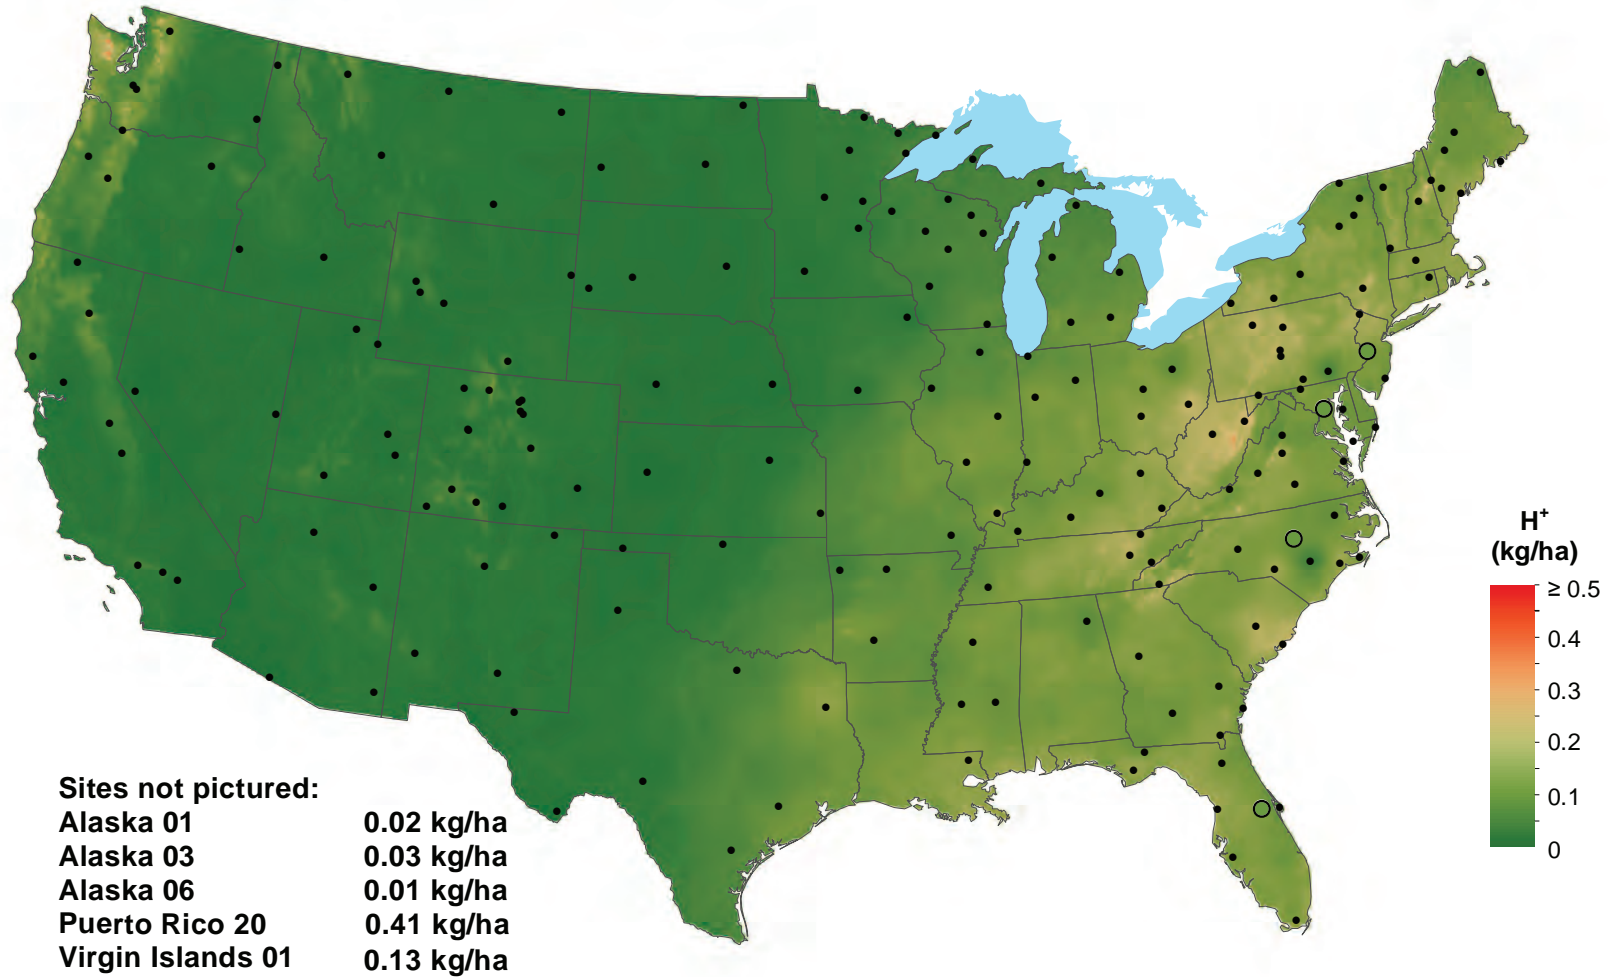 H+
(kg/ha)
≥ 0.5
0.4
0.3
0.2
0.1
0
Sites not pictured:
Alaska 01 0.02 kg/ha
Alaska 03 0.03 kg/ha
Alaska 06 0.01 kg/ha
Puerto Rico 20 0.41 kg/ha
Virgin Islands 01 0.13 kg/ha